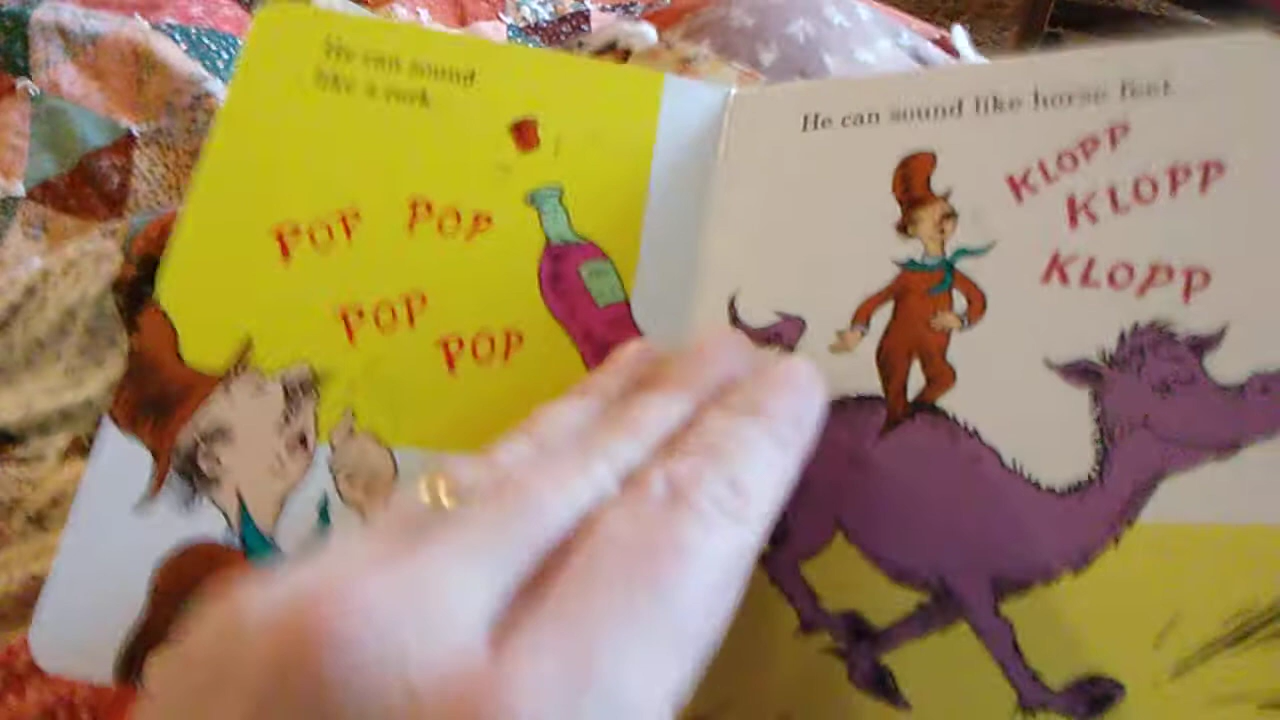 He can sound
like a cork
POP POP
POP
POP
He can sound like horse feet
KLOPP
KLOPP
KLOPP